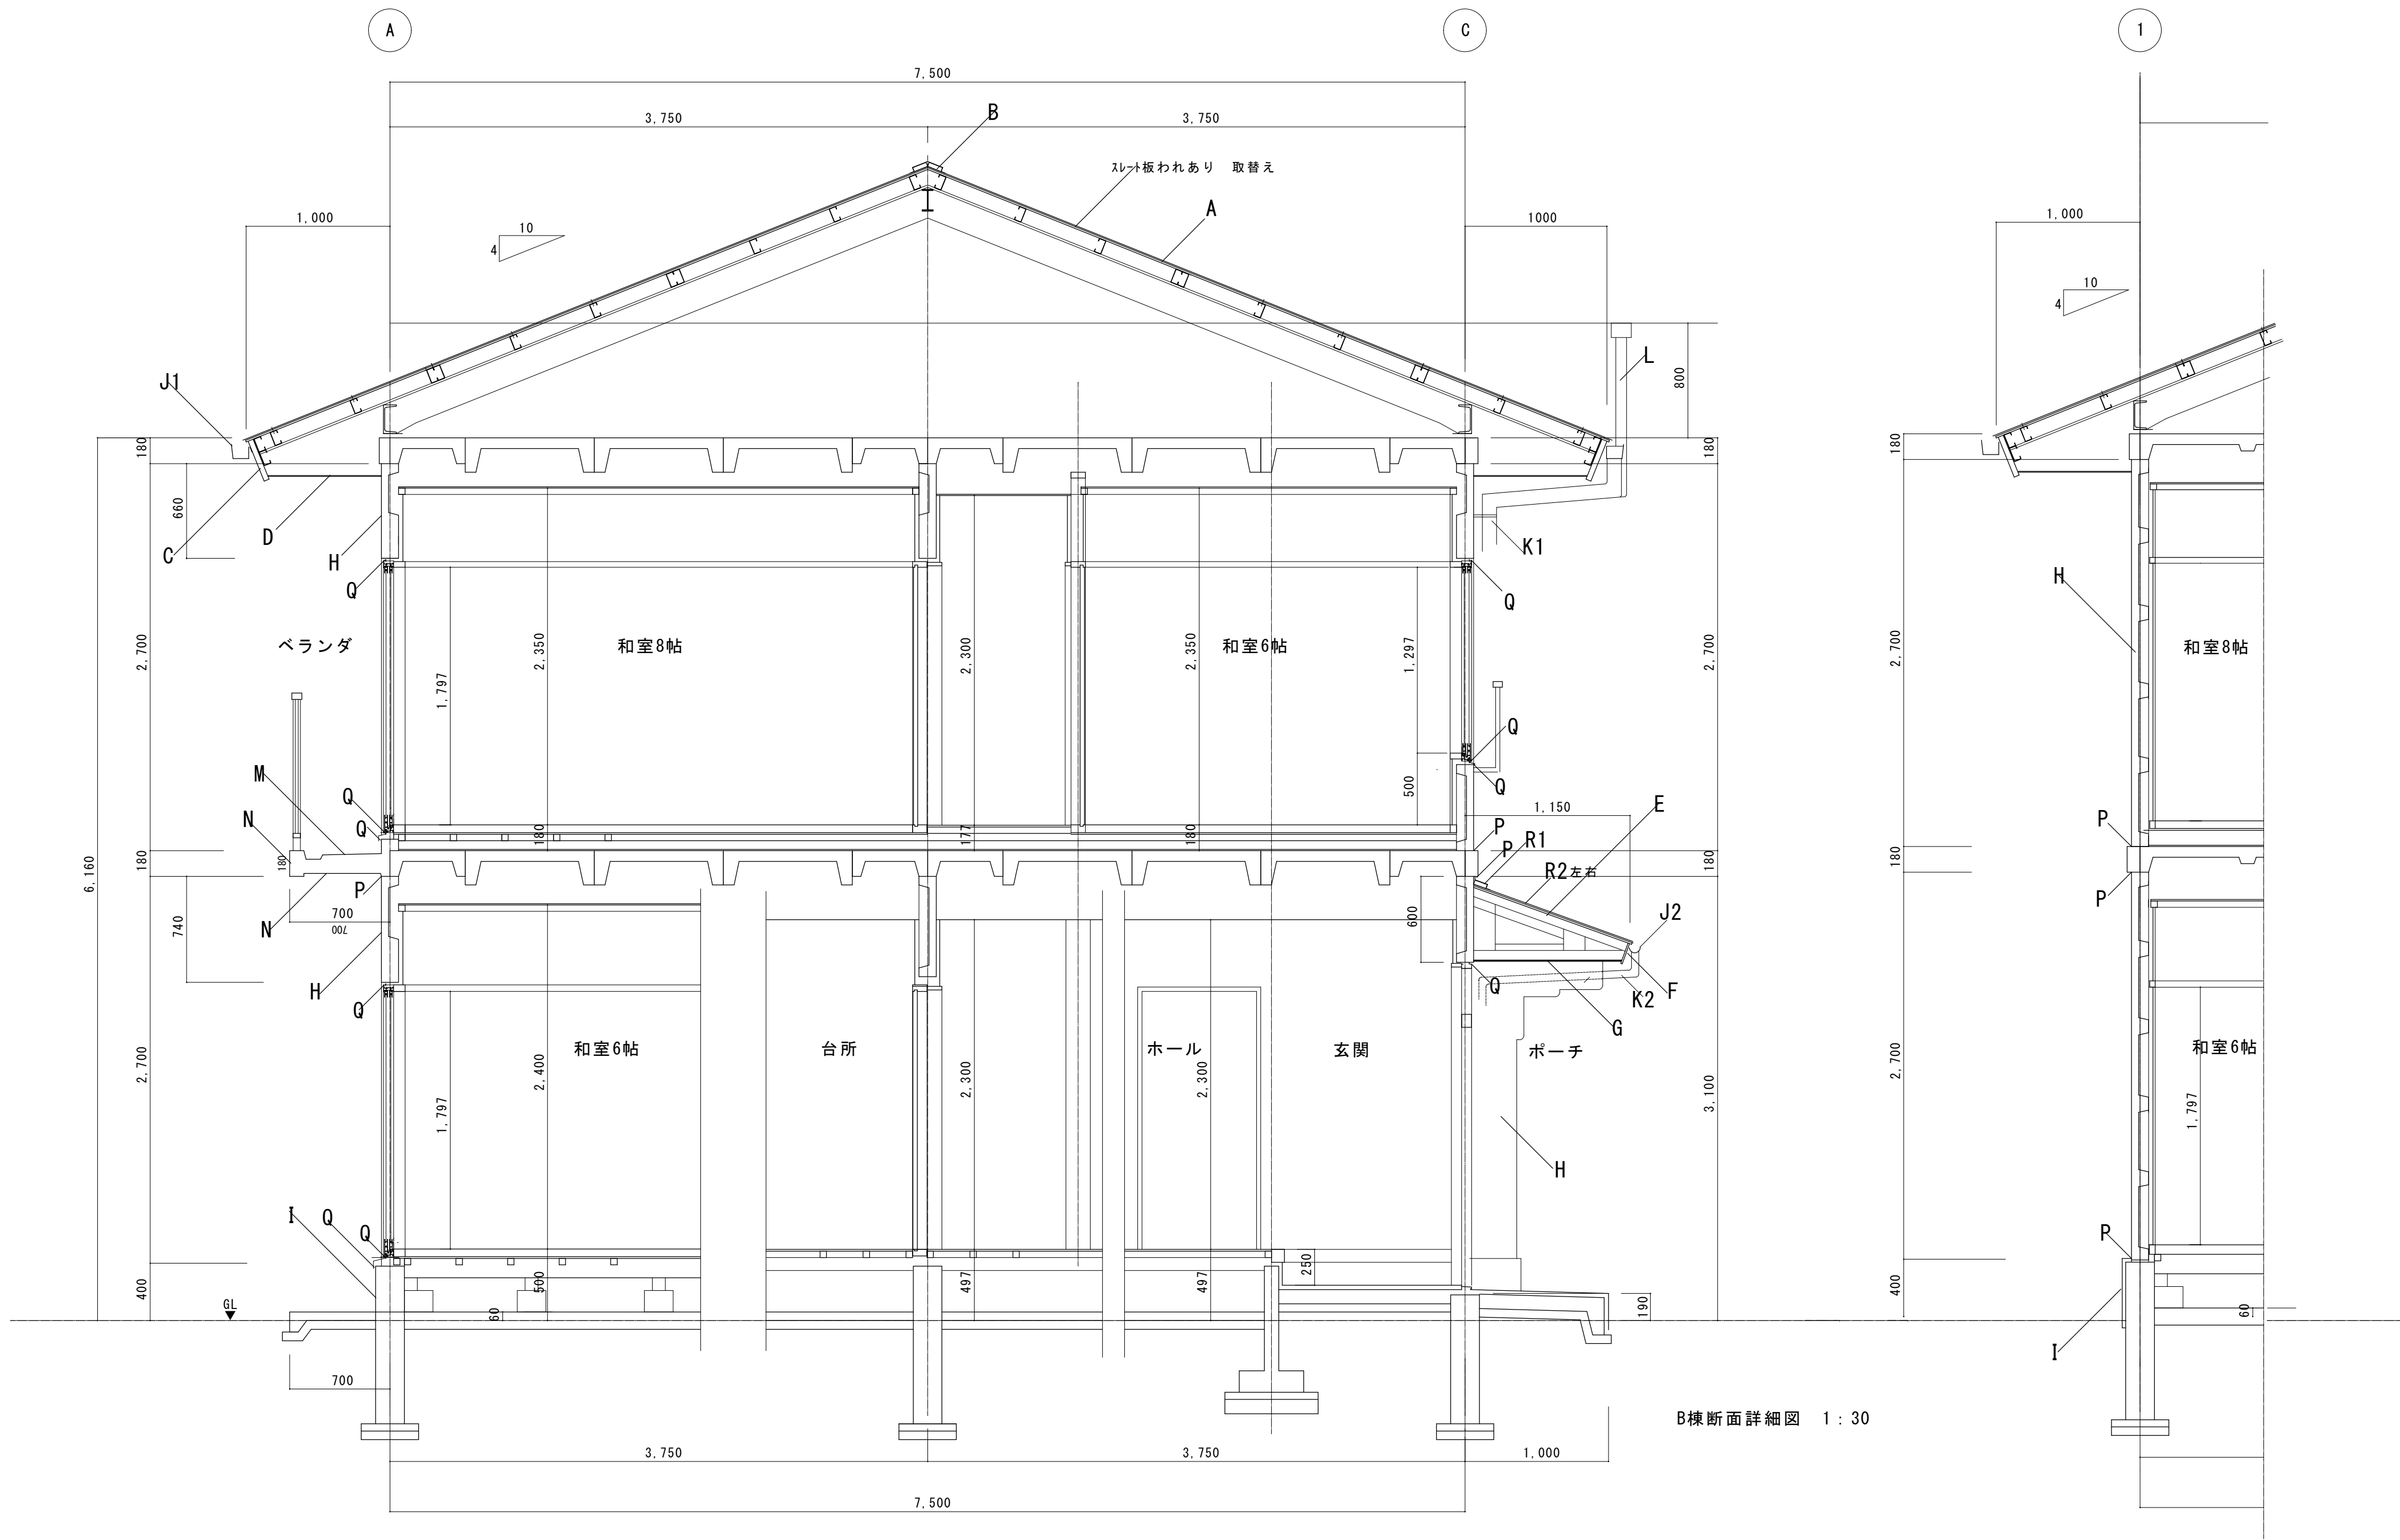 A
C
1
7,500
3,750
3,750
B
スレート板われあり 取替え
A
1,000
10
4
1000
1,000
10
4
L
800
J1
180
180
180
660
C
D
H
K1
Q
Q
H
ベランダ
和室8帖
和室6帖
和室8帖
2,700
2,350
2,300
2,350
1,297
2,700
2,700
1,797
Q
M
Q
Q
500
1,150
E
N
Q
P
R1
P
P
6,160
180
180
180
177
180
P
R2左右
180
180
N
P
P
700
700
740
600
J2
H
Q
Q
K2
F
G
和室6帖
台所
ホール
玄関
ポーチ
和室6帖
2,700
2,400
2,300
2,300
3,100
2,700
1,797
1,797
H
I
Q
Q
P
400
GL
500
60
497
497
250
190
400
60
I
700
B棟断面詳細図 1:30
3,750
3,750
1,000
7,500